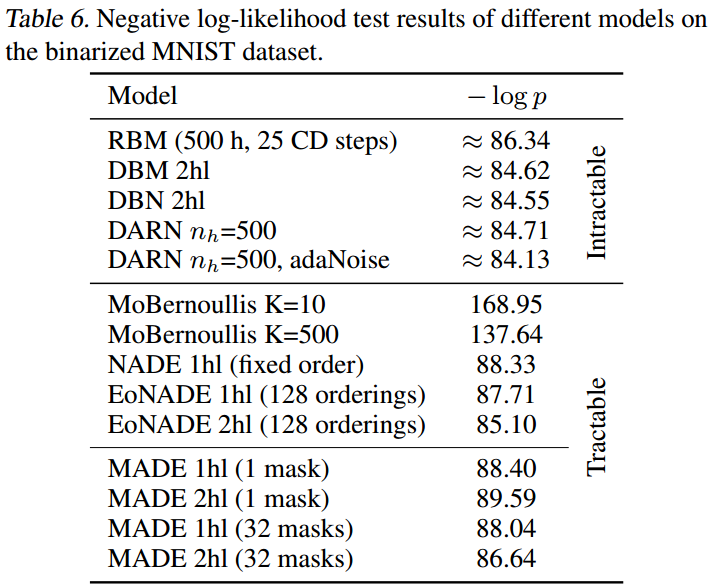 Table 6. Negative log-likelihood test results of different models on
the binarized MNIST dataset.
Model − log p
RBM (500 h, 25 CD steps) ≈ 86.34
DBM 2hl ≈ 84.62
DBN 2hl ≈ 84.55
DARN nh=500 ≈ 84.71
DARN nh=500, adaNoise ≈ 84.13
Intractable
MoBernoullis K=10 168.95
MoBernoullis K=500 137.64
NADE 1hl (fixed order) 88.33
EoNADE 1hl (128 orderings) 87.71
EoNADE 2hl (128 orderings) 85.10
MADE 1hl (1 mask) 88.40
MADE 2hl (1 mask) 89.59
MADE 1hl (32 masks) 88.04
MADE 2hl (32 masks) 86.64
Tractable